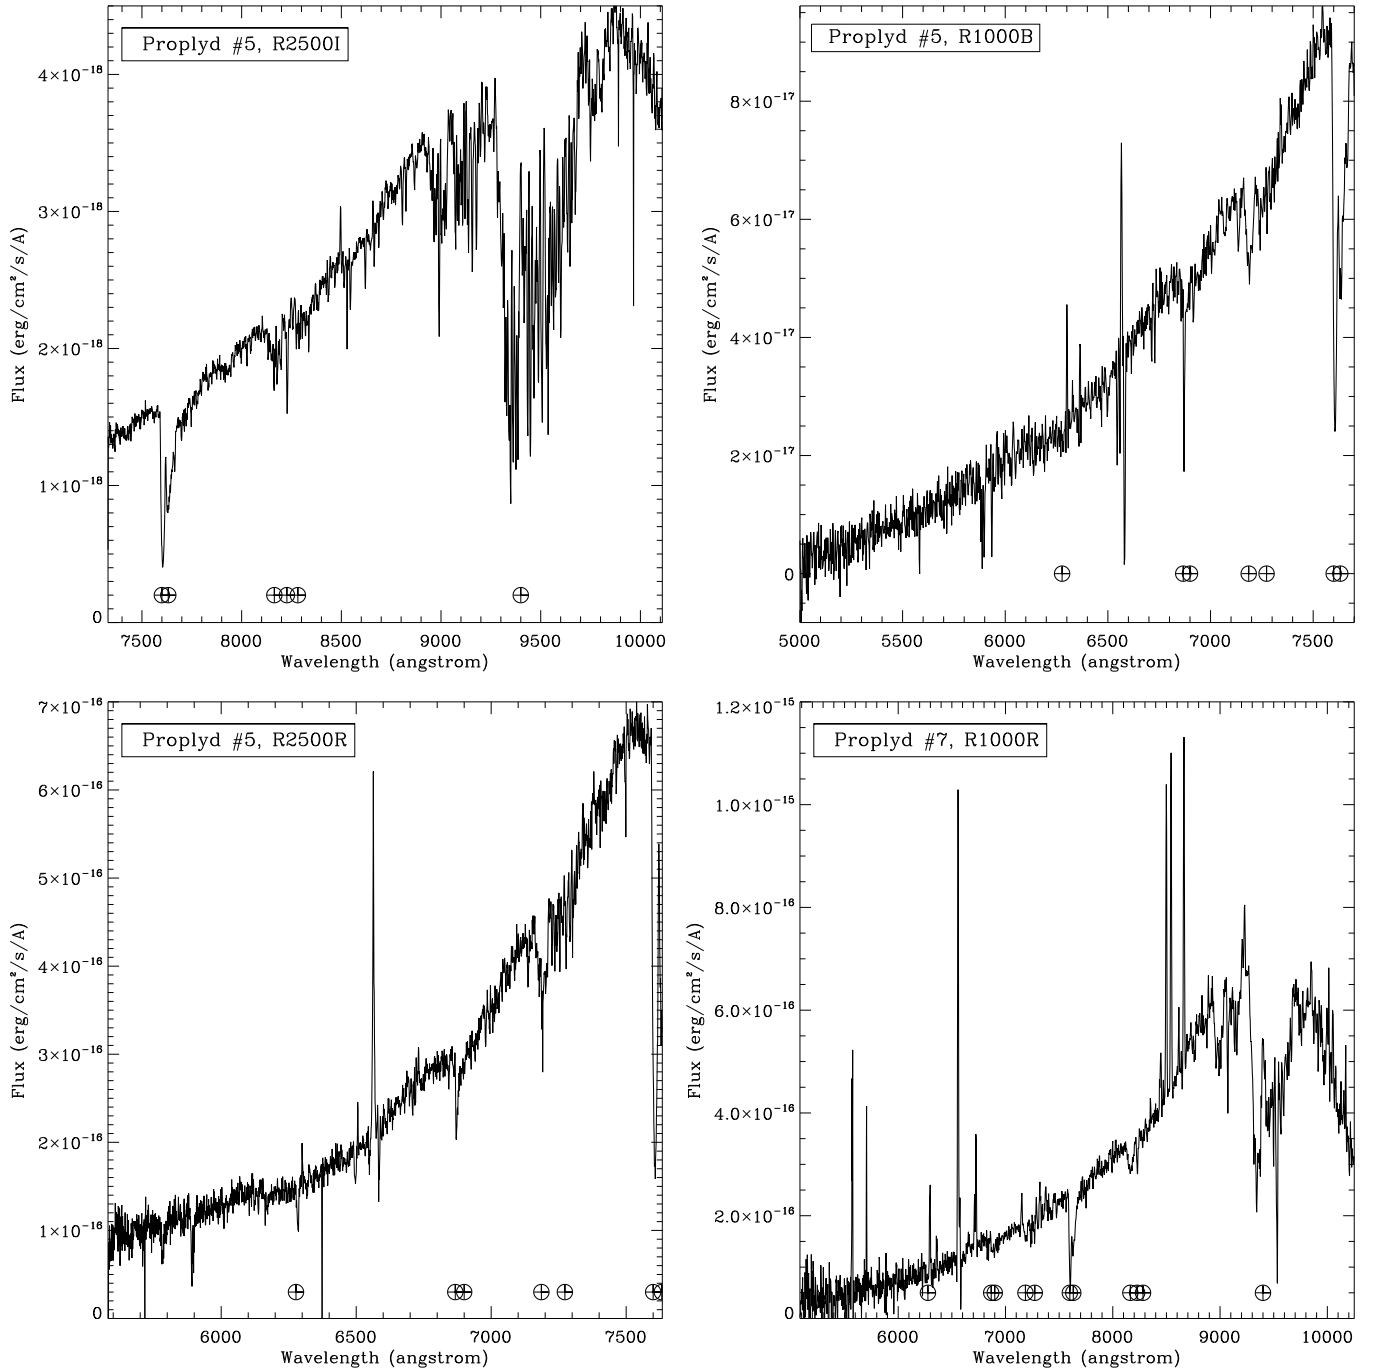 Proplyd #5, R2500I
4×10⁻¹⁸
3×10⁻¹⁸
2×10⁻¹⁸
1×10⁻¹⁸
0
Flux (erg/cm²/s/A)
7500 8000 8500 9000 9500 10000
Wavelength (angstrom)
Proplyd #5, R1000B
8×10⁻¹⁷
6×10⁻¹⁷
4×10⁻¹⁷
2×10⁻¹⁷
0
Flux (erg/cm²/s/A)
5000 5500 6000 6500 7000 7500
Wavelength (angstrom)
Proplyd #5, R2500R
7×10⁻¹⁶
6×10⁻¹⁶
5×10⁻¹⁶
4×10⁻¹⁶
3×10⁻¹⁶
2×10⁻¹⁶
1×10⁻¹⁶
0
Flux (erg/cm²/s/A)
6000 6500 7000 7500
Wavelength (angstrom)
Proplyd #7, R1000R
1.2×10⁻¹⁵
1.0×10⁻¹⁵
8.0×10⁻¹⁶
6.0×10⁻¹⁶
4.0×10⁻¹⁶
2.0×10⁻¹⁶
0
Flux (erg/cm²/s/A)
6000 7000 8000 9000 10000
Wavelength (angstrom)